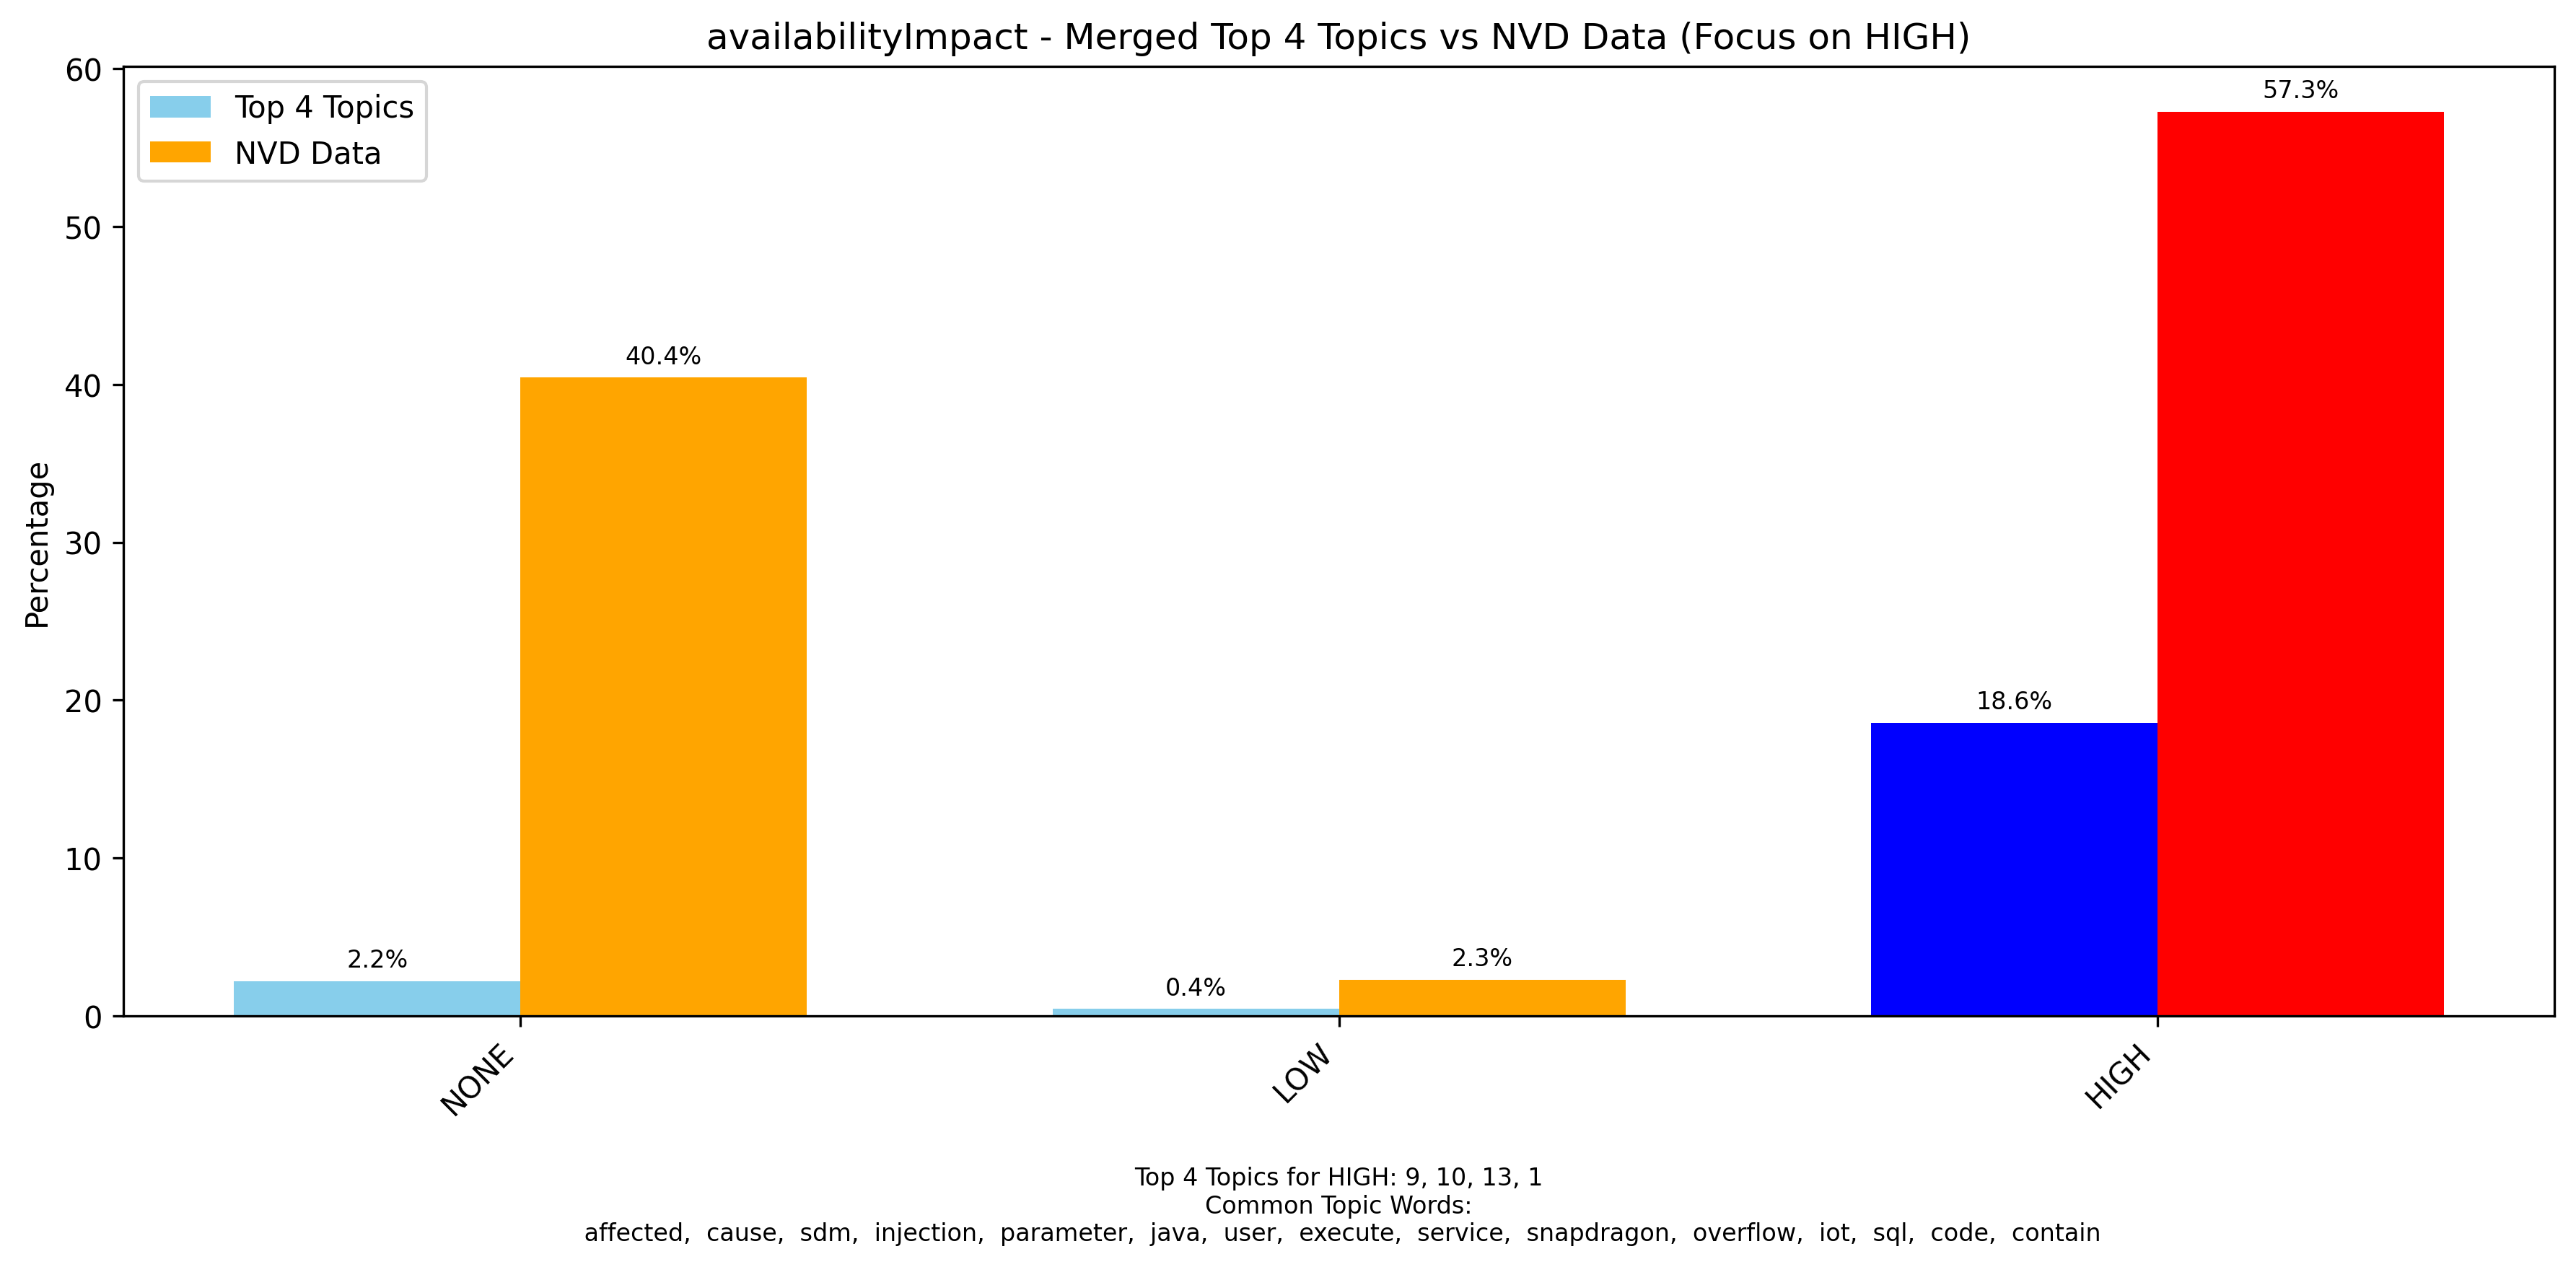 availabilityImpact - Merged Top 4 Topics vs NVD Data (Focus on HIGH)
Top 4 Topics
NVD Data
Percentage
60
50
40
30
20
10
0
2.2%
40.4%
0.4%
2.3%
18.6%
57.3%
NONE
LOW
HIGH
Top 4 Topics for HIGH: 9, 10, 13, 1
Common Topic Words:
affected, cause, sdm, injection, parameter, java, user, execute, service, snapdragon, overflow, iot, sql, code, contain